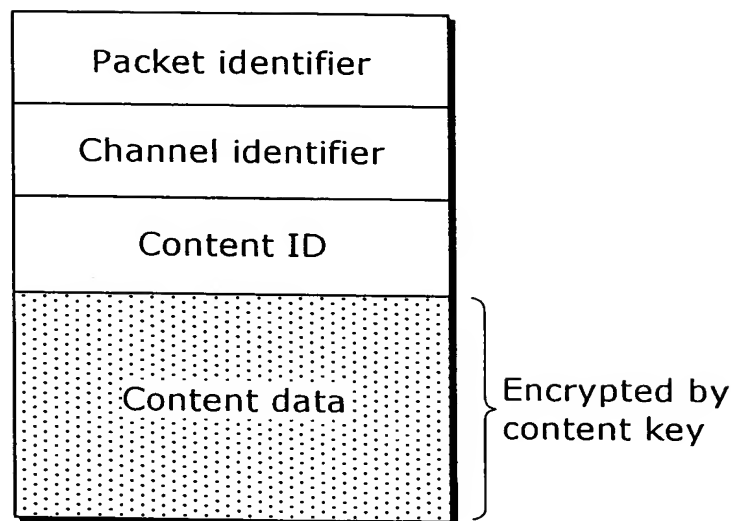 Packet identifier
Channel identifier
Content ID
Content data
Encrypted by
content key